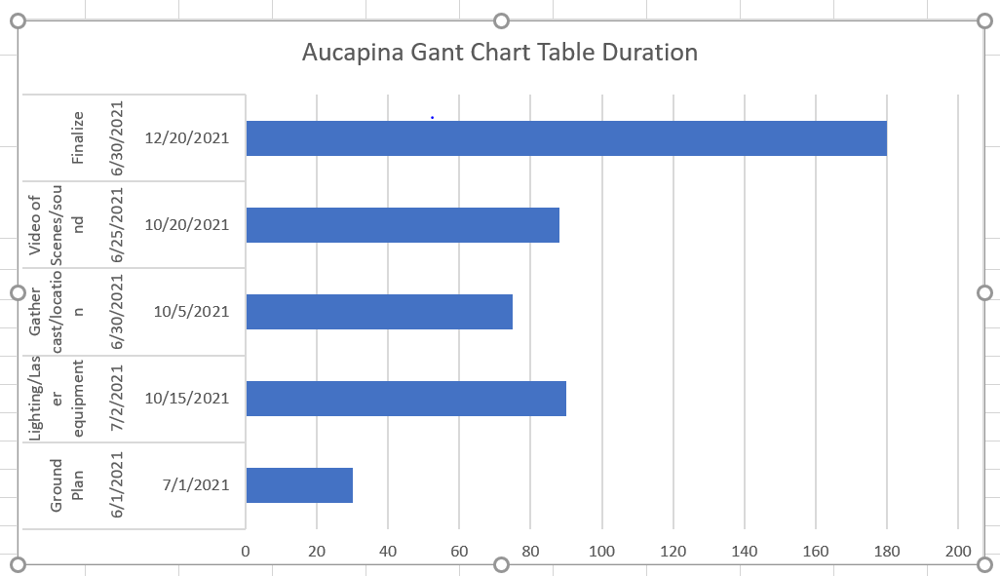 Aucapina Gant Chart Table Duration
Finalize
6/30/2021
12/20/2021
Video of
Scenes/sou
nd
6/25/2021
10/20/2021
Gather
cast/locatio
n
6/30/2021
10/5/2021
Lighting/Las
er
equipment
7/2/2021
10/15/2021
Ground
Plan
6/1/2021
7/1/2021
0 20 40 60 80 100 120 140 160 180 200